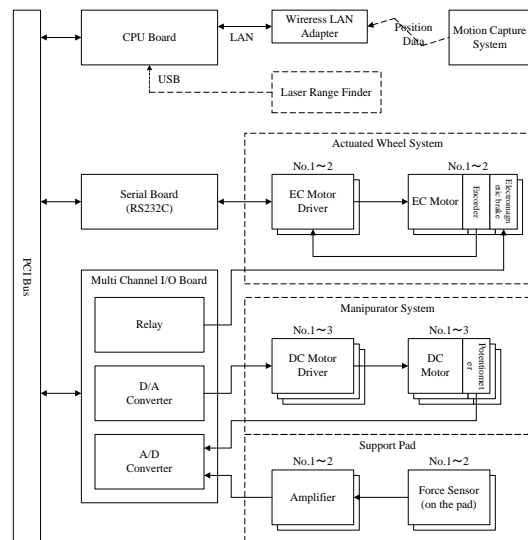 CPU Board
LAN
Wireress LAN
Adapter
Position
Data
Motion Capture
System
USB
Laser Range Finder
Actuated Wheel System
No.1～2
No.1～2
Serial Board
(RS232C)
EC Motor
Driver
EC Motor
Encorder
Electromagn
etic brake
PCI Bus
Multi Channel I/O Board
Relay
D/A
Converter
A/D
Converter
Manipurator System
No.1～3
No.1～3
DC Motor
Driver
DC
Motor
Potentiomet
er
Support Pad
No.1～2
No.1～2
Amplifier
Force Sensor
(on the pad)